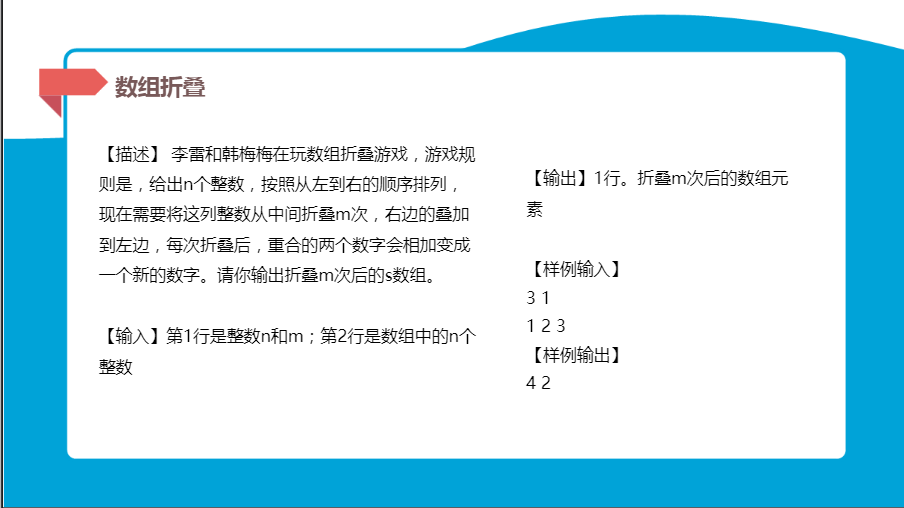 数组折叠
【描述】 李雷和韩梅梅在玩数组折叠游戏，游戏规
则是，给出n个整数，按照从左到右的顺序排列，
现在需要将这列整数从中间折叠m次，右边的叠加
到左边，每次折叠后，重合的两个数字会相加变成
一个新的数字。请你输出折叠m次后的s数组。
【输入】第1行是整数n和m；第2行是数组中的n个
整数
【输出】1行。折叠m次后的数组元
素
【样例输入】
3 1
1 2 3
【样例输出】
4 2